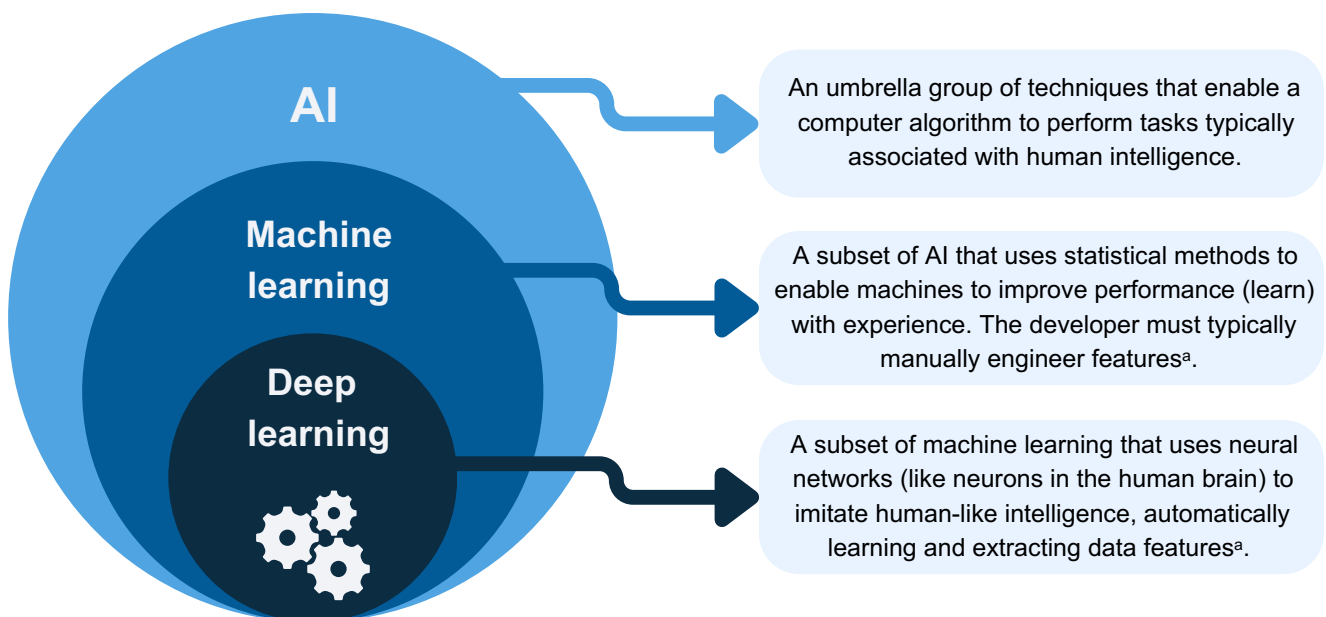 AI
An umbrella group of techniques that enable a
computer algorithm to perform tasks typically
associated with human intelligence.
Machine
learning
A subset of AI that uses statistical methods to
enable machines to improve performance (learn)
with experience. The developer must typically
manually engineer featuresᵃ.
Deep
learning
A subset of machine learning that uses neural
networks (like neurons in the human brain) to
imitate human-like intelligence, automatically
learning and extracting data featuresᵃ.